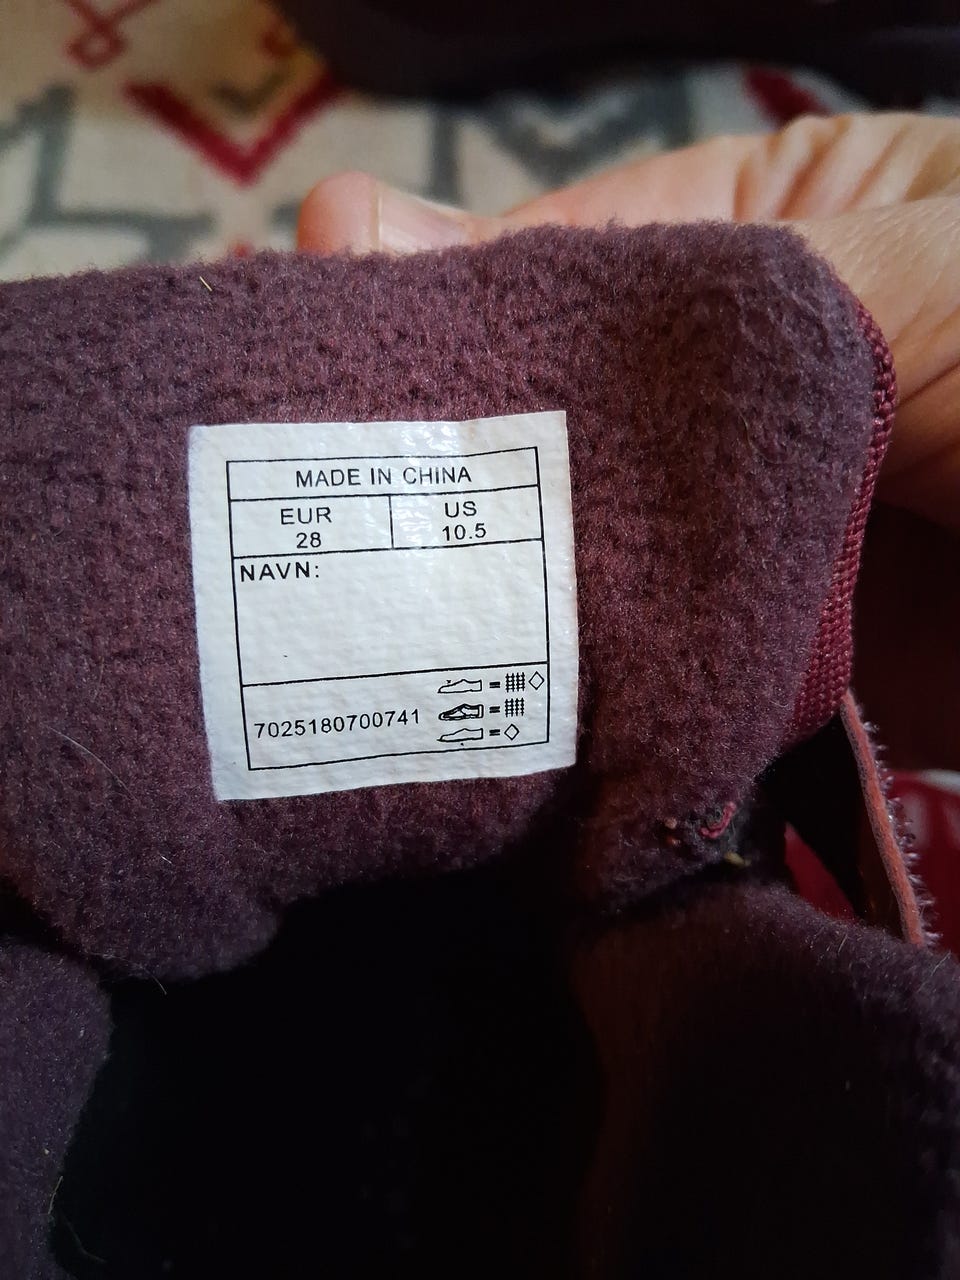 MADE IN CHINA
EUR
28
US
10.5
NAVN:
7025180700741
=
=
=